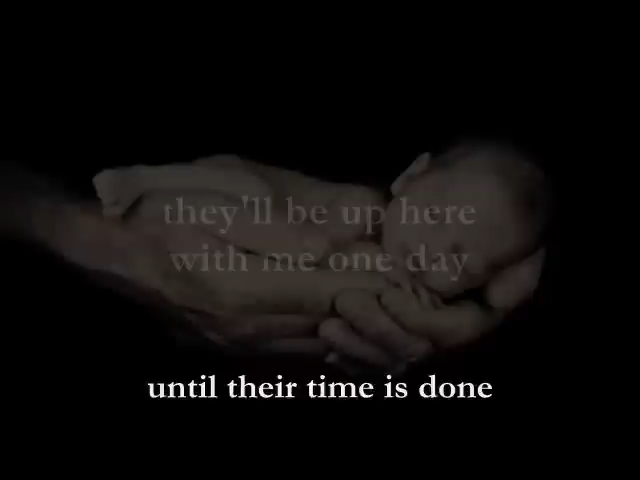 they'll be up here
with me one day
until their time is done